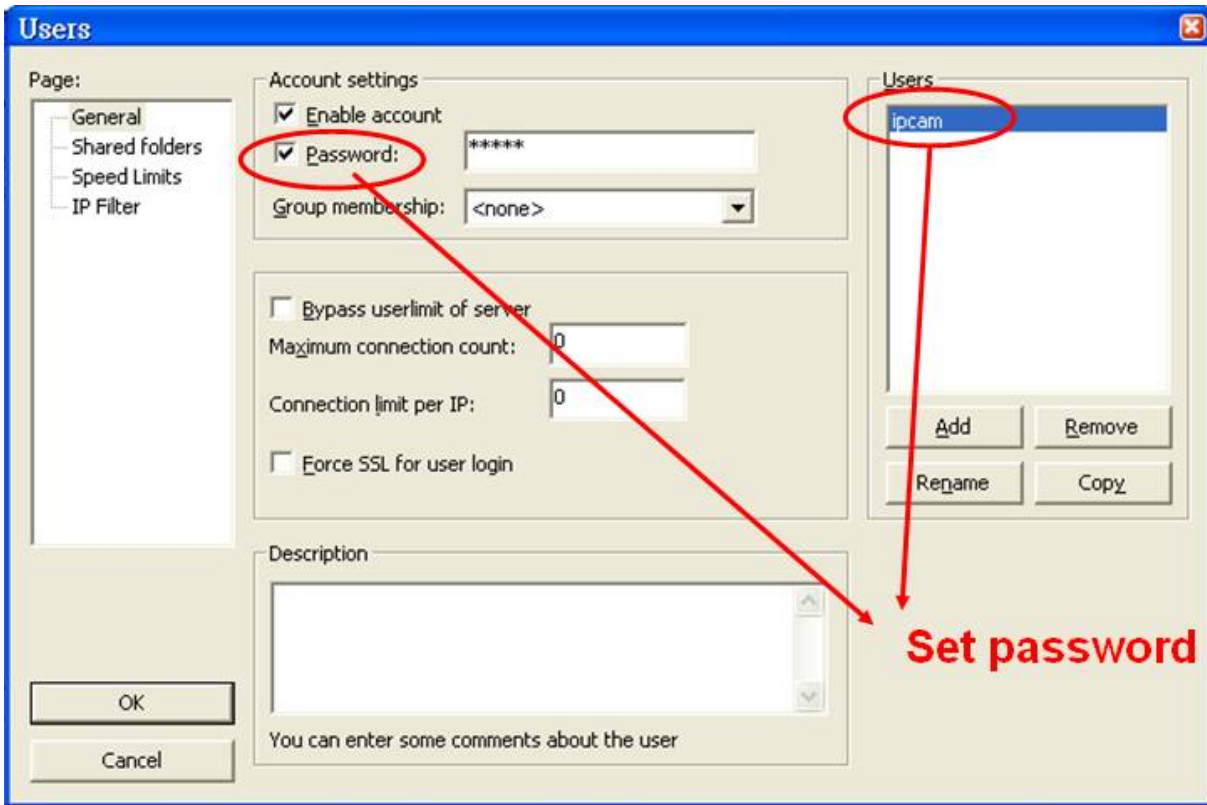 Users
Page:
General
Shared folders
Speed Limits
IP Filter
OK
Cancel
Account settings
Enable account
Password: *****
Group membership: <none>
Bypass userlimit of server
Maximum connection count: 0
Connection limit per IP: 0
Force SSL for user login
Description
You can enter some comments about the user
Users
ipcam
Add Remove
Rename Copy
Set password